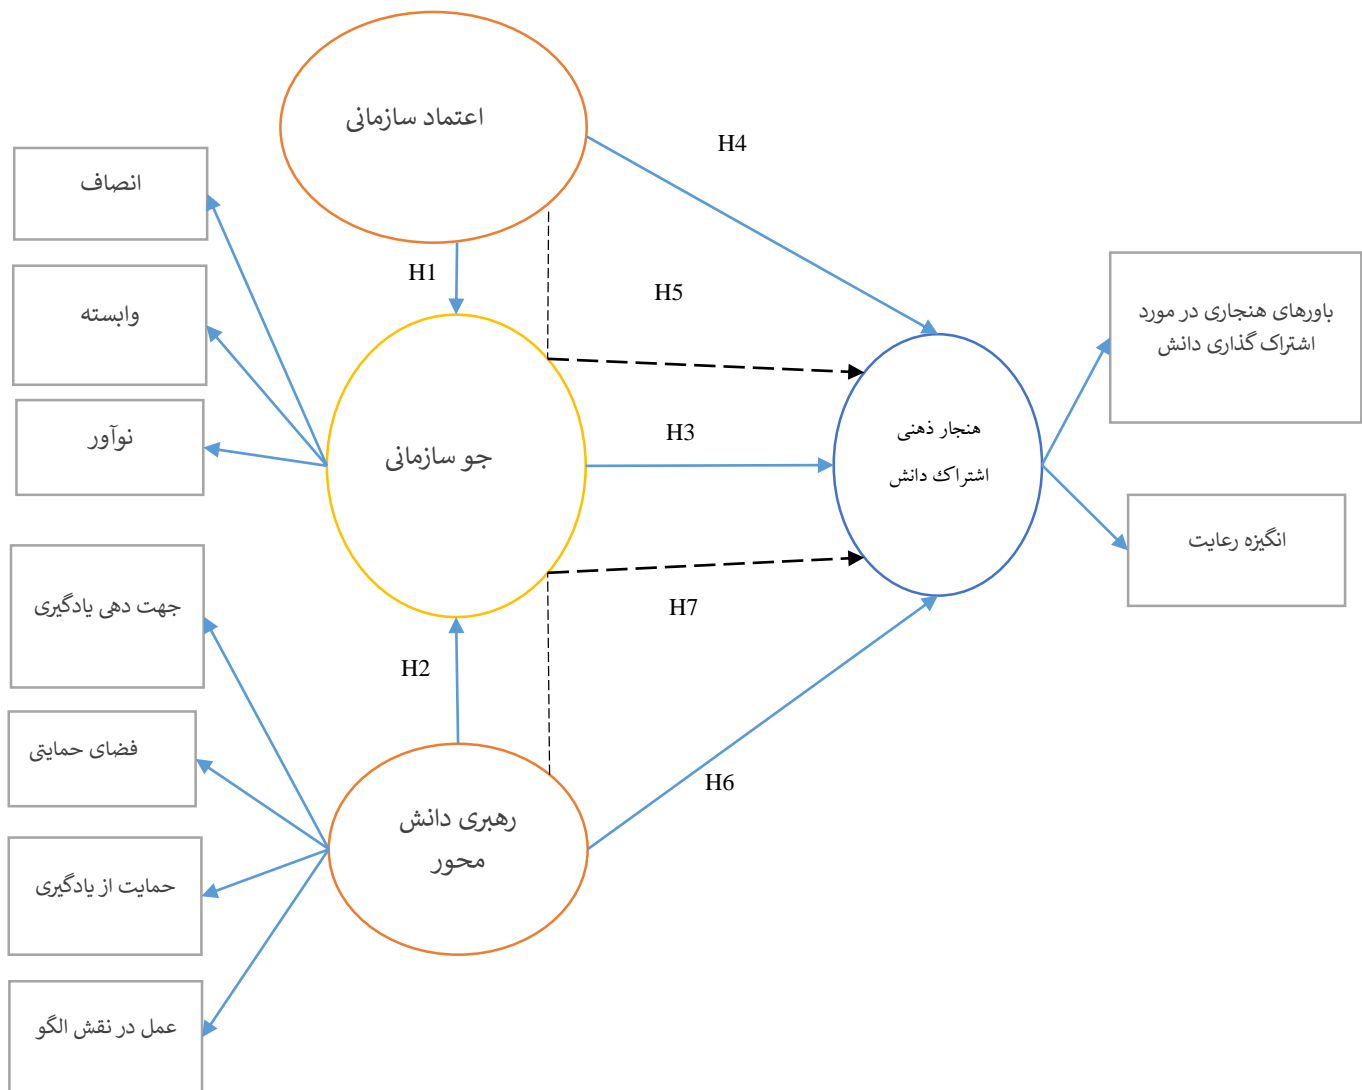 اعتماد سازمانی
H4
انصاف
H1
H5
وابسته
باورهای هنجاری در مورد
اشتراک گذاری دانش
نوآور
جو سازمانی
H3
هنجار ذهنی
اشتراک دانش
انگیزه رعایت
جهت دهی یادگیری
H7
H2
فضای حمایتی
H6
رهبری دانش
محور
حمایت از یادگیری
عمل در نقش الگو